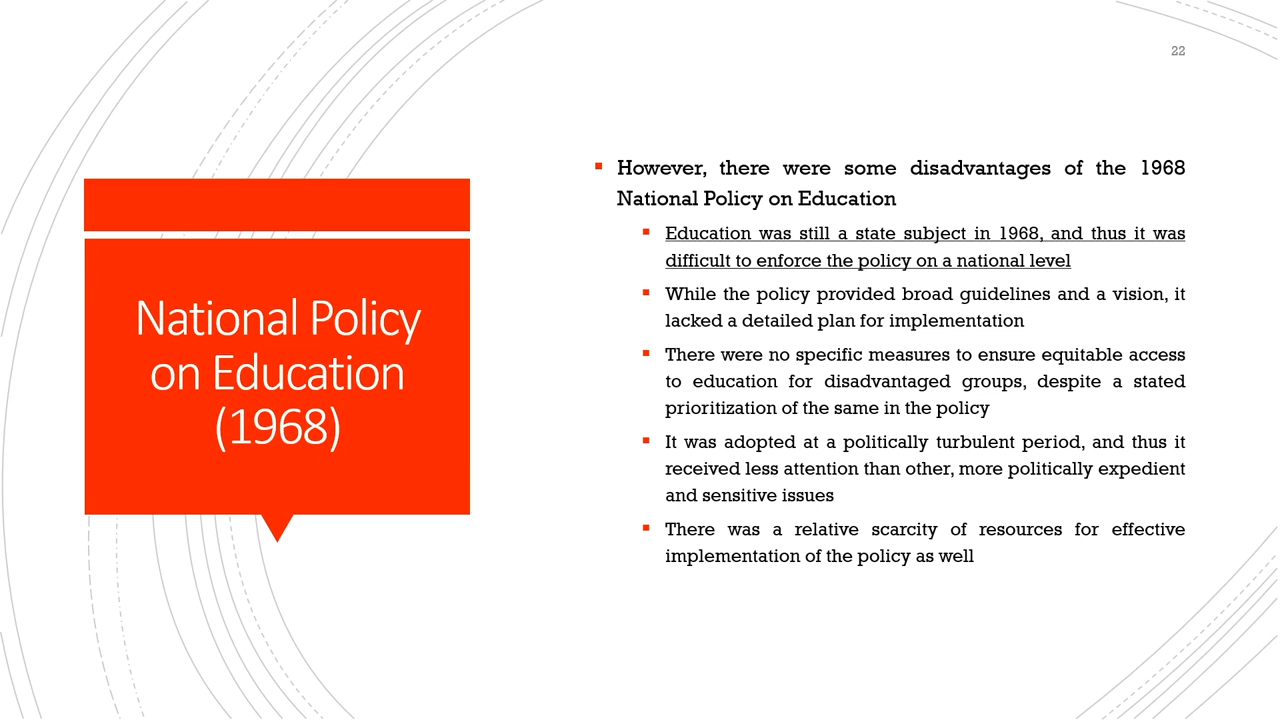 22
National Policy
on Education
(1968)
However, there were some disadvantages of the 1968
National Policy on Education
Education was still a state subject in 1968, and thus it was
difficult to enforce the policy on a national level
While the policy provided broad guidelines and a vision, it
lacked a detailed plan for implementation
There were no specific measures to ensure equitable access
to education for disadvantaged groups, despite a stated
prioritization of the same in the policy
It was adopted at a politically turbulent period, and thus it
received less attention than other, more politically expedient
and sensitive issues
There was a relative scarcity of resources for effective
implementation of the policy as well